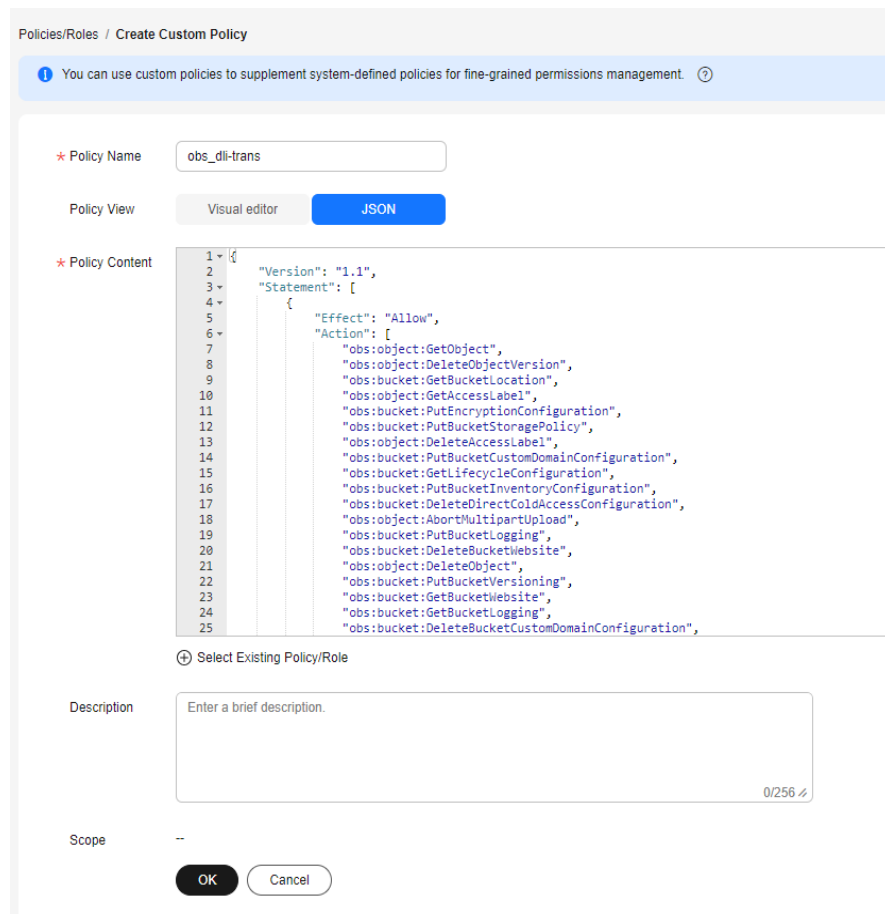 Policies/Roles / Create Custom Policy
You can use custom policies to supplement system-defined policies for fine-grained permissions management.
* Policy Name obs_dli-trans
Policy View Visual editor JSON
* Policy Content
1 {
2 "Version": "1.1",
3 "Statement": [
4 {
5 "Effect": "Allow",
6 "Action": [
7 "obs:object:GetObject",
8 "obs:object:DeleteObjectVersion",
9 "obs:bucket:GetBucketLocation",
10 "obs:object:GetAccessLabel",
11 "obs:bucket:PutEncryptionConfiguration",
12 "obs:bucket:PutBucketStoragePolicy",
13 "obs:object:DeleteAccessLabel",
14 "obs:bucket:PutBucketCustomDomainConfiguration",
15 "obs:bucket:GetLifecycleConfiguration",
16 "obs:bucket:PutBucketInventoryConfiguration",
17 "obs:bucket:DeleteDirectColdAccessConfiguration",
18 "obs:object:AbortMultipartUpload",
19 "obs:bucket:PutBucketLogging",
20 "obs:bucket:DeleteBucketWebsite",
21 "obs:object:DeleteObject",
22 "obs:bucket:PutBucketVersioning",
23 "obs:bucket:GetBucketWebsite",
24 "obs:bucket:GetBucketLogging",
25 "obs:bucket:DeleteBucketCustomDomainConfiguration",
Select Existing Policy/Role
Description Enter a brief description.
0/256
Scope --
OK Cancel